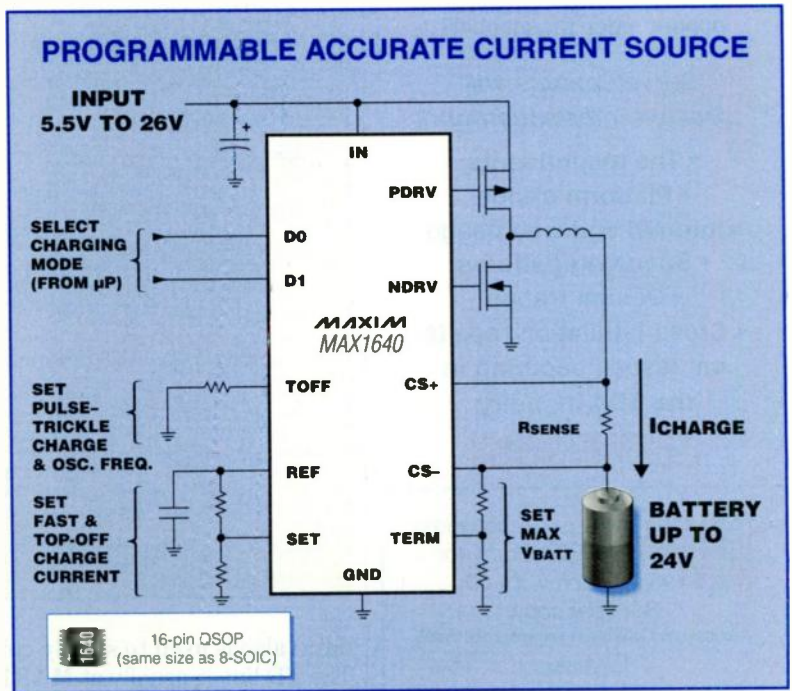 PROGRAMMABLE ACCURATE CURRENT SOURCE
INPUT
5.5V TO 26V
+
IN
PDRV
SELECT
CHARGING
MODE
(FROM µP)
D0
D1
NDRV
MAXIM
MAX1640
SET
PULSE–
TRICKLE
CHARGE
& OSC. FREQ.
TOFF
CS+
RSENSE
ICHARGE
REF
CS–
SET
FAST &
TOP-OFF
CHARGE
CURRENT
SET
TERM
SET
MAX
VBATT
BATTERY
UP TO
24V
GND
1640
16-pin QSOP
(same size as 8-SOIC)